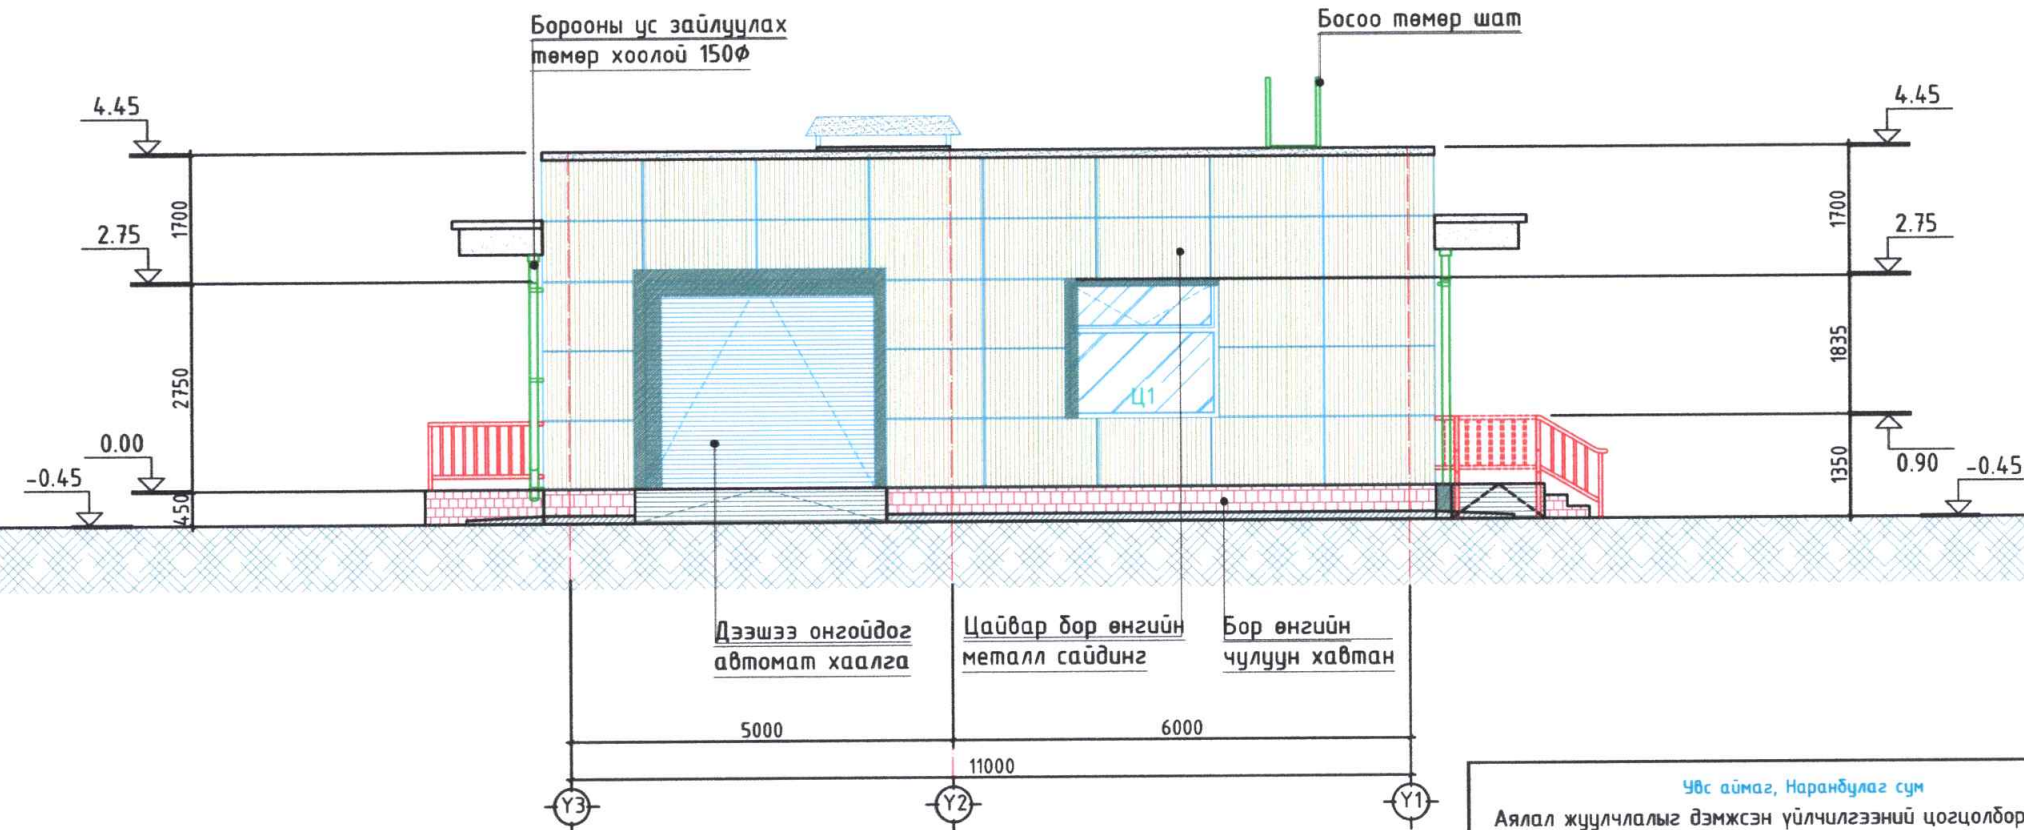 Борооны ус зайлуулах
төмөр хоолой 150Ø
Босоо төмөр шат
4.45
4.45
1700
1700
2.75
2.75
2750
1835
Ц1
0.00
0.90
-0.45
-0.45
450
1350
Дээшээ онгойдог
автомат хаалга
Цайвар бор өнгийн
металл сайдинг
Бор өнгийн
чулуун хавтан
5000
6000
11000
Y3
Y2
Y1
Увс аймаг, Наранбулаг сум
Аялал жуулчлалыг дэмжсэн үйлчилгээний цогцолбор